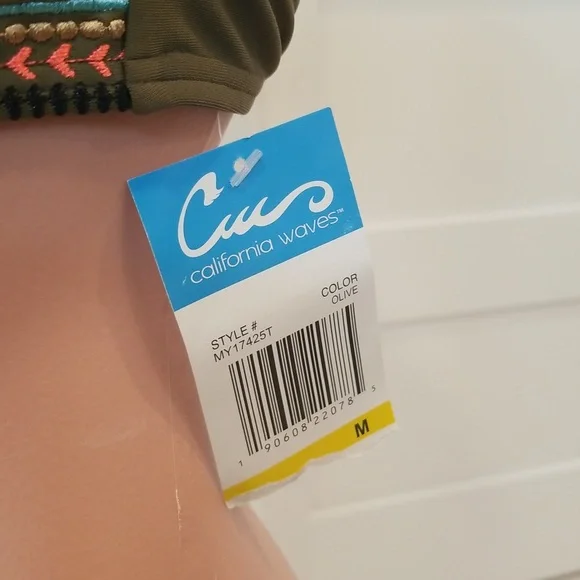 california waves™
COLOR
OLIVE
STYLE #
MY17425T
1 90608 22078 5
M